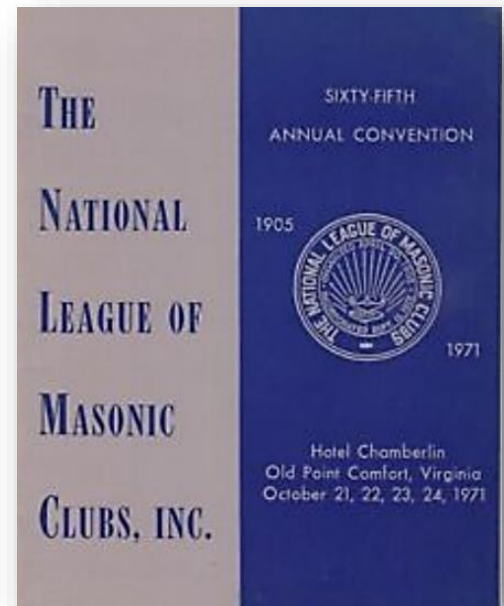 THE
NATIONAL
LEAGUE OF
MASONIC
CLUBS, INC.
SIXTY-FIFTH
ANNUAL CONVENTION
1905
THE NATIONAL LEAGUE OF MASONIC CLUBS
1971
Hotel Chamberlin
Old Point Comfort, Virginia
October 21, 22, 23, 24, 1971